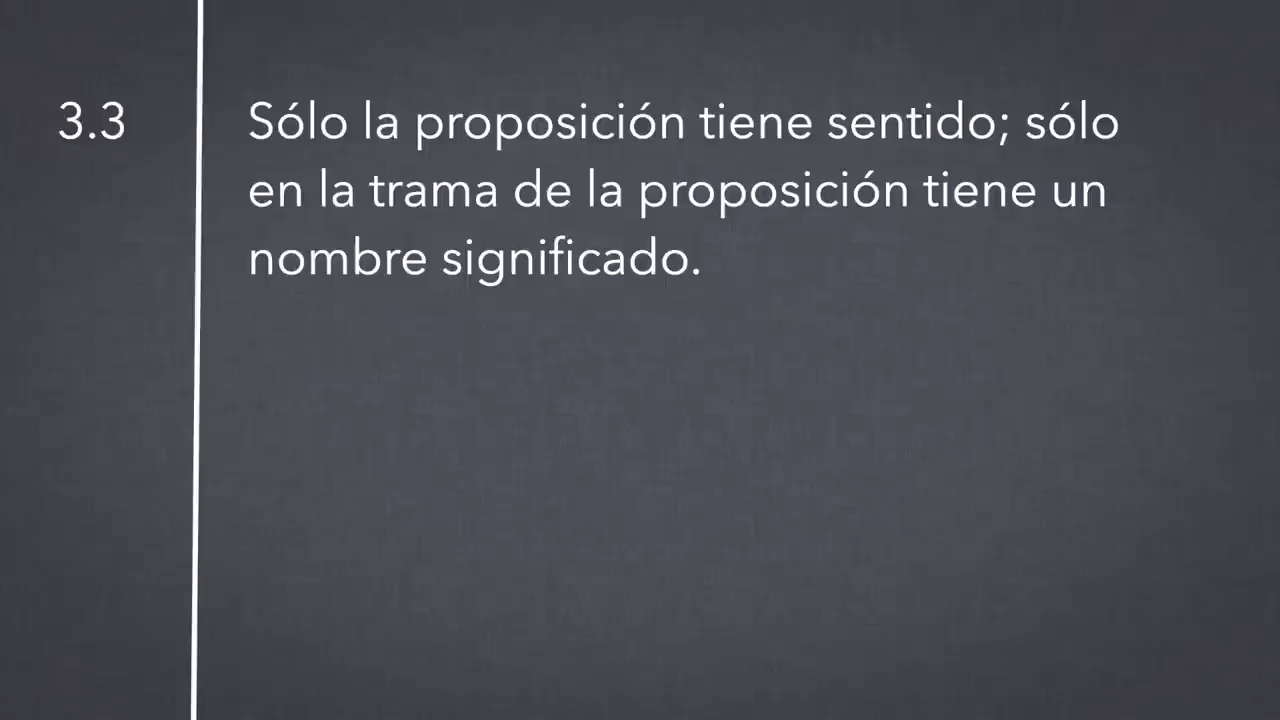 3.3 Sólo la proposición tiene sentido; sólo
en la trama de la proposición tiene un
nombre significado.